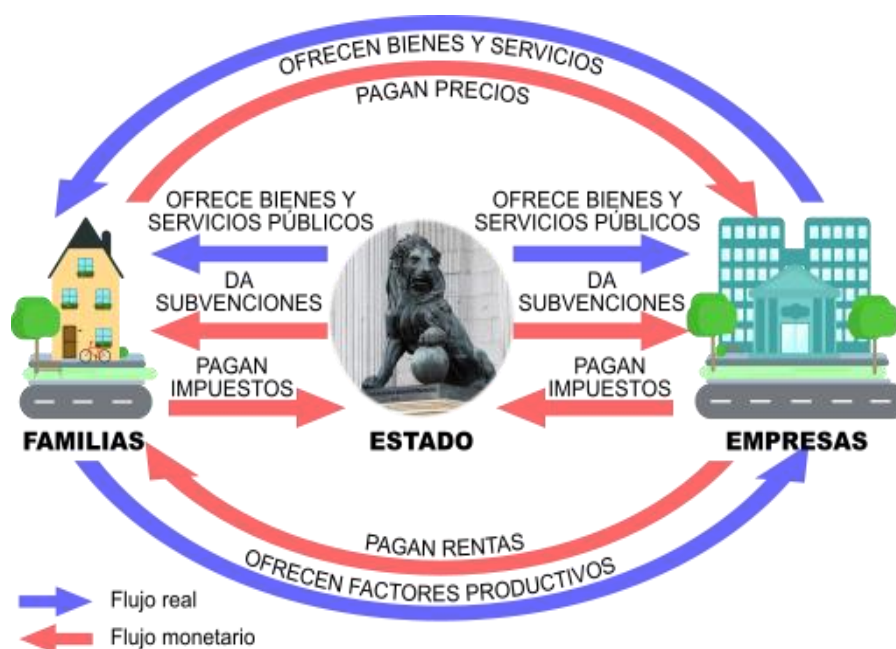 OFRECEN BIENES Y SERVICIOS
PAGAN PRECIOS
OFRECE BIENES Y
SERVICIOS PÚBLICOS
OFRECE BIENES Y
SERVICIOS PÚBLICOS
DA
SUBVENCIONES
DA
SUBVENCIONES
PAGAN
IMPUESTOS
PAGAN
IMPUESTOS
FAMILIAS
ESTADO
EMPRESAS
PAGAN RENTAS
OFRECEN FACTORES PRODUCTIVOS
Flujo real
Flujo monetario